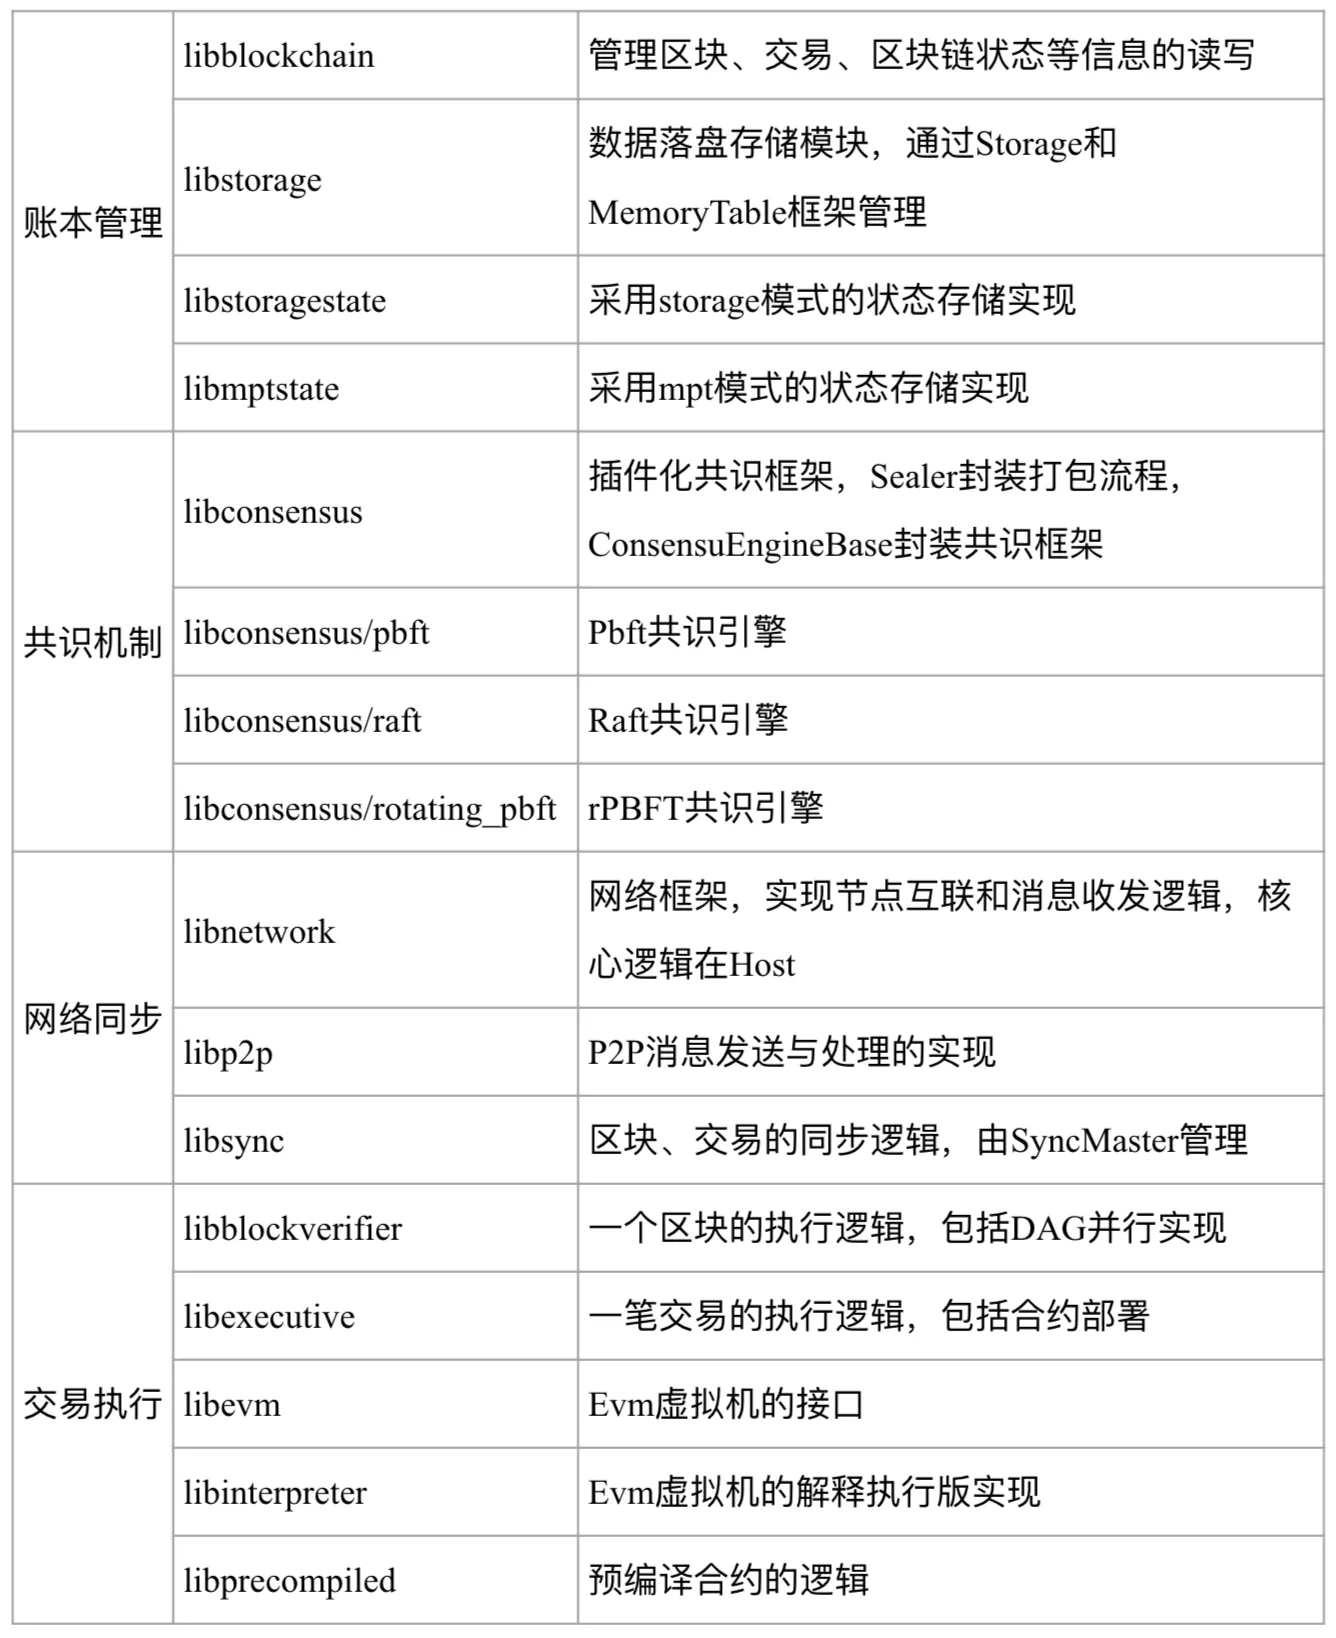 账本管理
libblockchain
管理区块、交易、区块链状态等信息的读写
libstorage
数据落盘存储模块，通过Storage和
MemoryTable框架管理
libstoragestate
采用storage模式的状态存储实现
libmptstate
采用mpt模式的状态存储实现
共识机制
libconsensus
插件化共识框架，Sealer封装打包流程，
ConsensuEngineBase封装共识框架
libconsensus/pbft
Pbft共识引擎
libconsensus/raft
Raft共识引擎
libconsensus/rotating_pbft
rPBFT共识引擎
网络同步
libnetwork
网络框架，实现节点互联和消息收发逻辑，核
心逻辑在Host
libp2p
P2P消息发送与处理的实现
libsync
区块、交易的同步逻辑，由SyncMaster管理
交易执行
libblockverifier
一个区块的执行逻辑，包括DAG并行实现
libexecutive
一笔交易的执行逻辑，包括合约部署
libevm
Evm虚拟机的接口
libinterpreter
Evm虚拟机的解释执行版实现
libprecompiled
预编译合约的逻辑